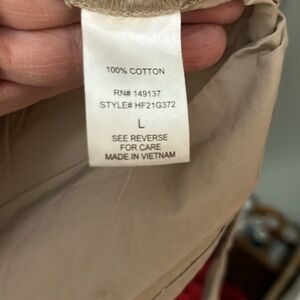 100% COTTON
RN# 149137
STYLE# HF21G372
L
SEE REVERSE
FOR CARE
MADE IN VIETNAM